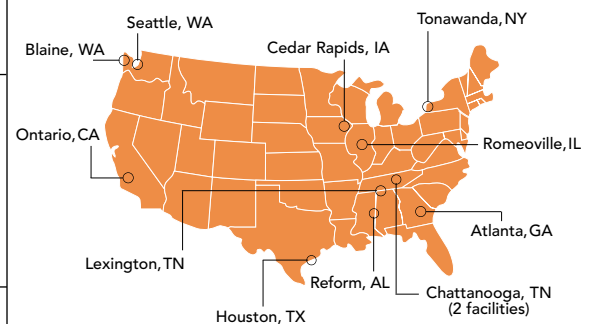 Tonawanda, NY
Seattle, WA
Blaine, WA
Cedar Rapids, IA
Ontario, CA
Romeoville, IL
Atlanta, GA
Lexington, TN
Reform, AL
Chattanooga, TN
(2 facilities)
Houston, TX